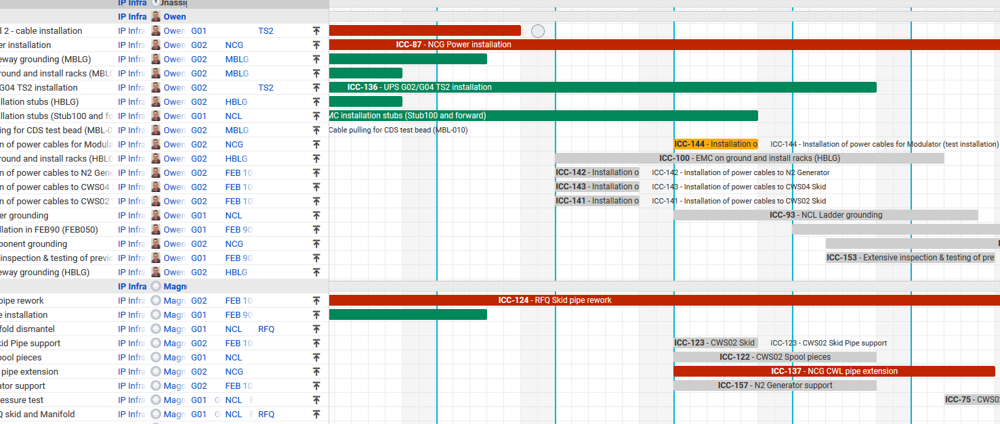 IP Infra ? Unassig
IP Infra Owen
d 2 - cable installation IP Infra Owen G01 TS2
er installation IP Infra Owen G02 NCG ICC-87 - NCG Power installation
eway grounding (MBLG) IP Infra Owen G02 MBLG
round and install racks (MBLG IP Infra Owen G02 MBLG
G04 TS2 installation IP Infra Owen G02 TS2 ICC-136 - UPS G02/G04 TS2 installation
llation stubs (HBLG) IP Infra Owen G02 HBLG
llation stubs (Stub100 and fo IP Infra Owen G01 NCL MC installation stubs (Stub100 and forward)
ing for CDS test bead (MBL-0 IP Infra Owen G02 MBLG Cable pulling for CDS test bead (MBL-010)
n of power cables for Modula IP Infra Owen G02 NCG ICC-144 - Installation o ICC-144 - Installation of power cables for Modulator (test installation)
round and install racks (HBLG IP Infra Owen G02 HBLG ICC-100 - EMC on ground and install racks (HBLG)
n of power cables to N2 Gene IP Infra Owen G02 FEB 10 ICC-142 - Installation o ICC-142 - Installation of power cables to N2 Generator
n of power cables to CWS04 IP Infra Owen G02 FEB 10 ICC-143 - Installation o ICC-143 - Installation of power cables to CWS04 Skid
n of power cables to CWS02 IP Infra Owen G02 FEB 10 ICC-141 - Installation o ICC-141 - Installation of power cables to CWS02 Skid
er grounding IP Infra Owen G01 NCL ICC-93 - NCL Ladder grounding
llation in FEB90 (FEB050) IP Infra Owen G01 FEB 90
ponent grounding IP Infra Owen G02 NCG
inspection & testing of previo IP Infra Owen G01 FEB 90 ICC-153 - Extensive inspection & testing of pre
eway grounding (HBLG) IP Infra Owen G02 HBLG
IP Infra Magnu
pipe rework IP Infra Magn G02 FEB 10 ICC-124 - RFQ Skid pipe rework
e installation IP Infra Magn G01 FEB 90
fold dismantel IP Infra Magn G01 NCL RFQ
kid Pipe support IP Infra Magn G02 FEB 10 ICC-123 - CWS02 Skid ICC-123 - CWS02 Skid Pipe support
pool pieces IP Infra Magn G01 NCL ICC-122 - CWS02 Spool pieces
pipe extension IP Infra Magn G02 NCG ICC-137 - NCG CWL pipe extension
ator support IP Infra Magn G02 FEB 10 ICC-157 - N2 Generator support
essure test IP Infra Magn G01 G NCL F ICC-75 - CWS02
Q skid and Manifold IP Infra Magn G01 G NCL F RFQ